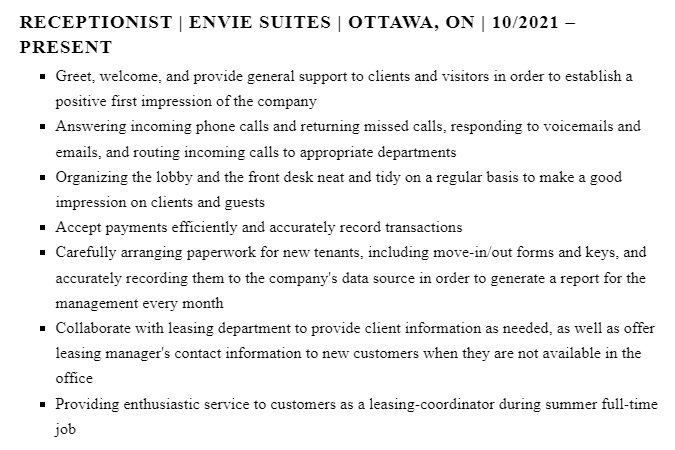 RECEPTIONIST | ENVIE SUITES | OTTAWA, ON | 10/2021 –
PRESENT
▪ Greet, welcome, and provide general support to clients and visitors in order to establish a
positive first impression of the company
▪ Answering incoming phone calls and returning missed calls, responding to voicemails and
emails, and routing incoming calls to appropriate departments
▪ Organizing the lobby and the front desk neat and tidy on a regular basis to make a good
impression on clients and guests
▪ Accept payments efficiently and accurately record transactions
▪ Carefully arranging paperwork for new tenants, including move-in/out forms and keys, and
accurately recording them to the company's data source in order to generate a report for the
management every month
▪ Collaborate with leasing department to provide client information as needed, as well as offer
leasing manager's contact information to new customers when they are not available in the
office
▪ Providing enthusiastic service to customers as a leasing-coordinator during summer full-time
job